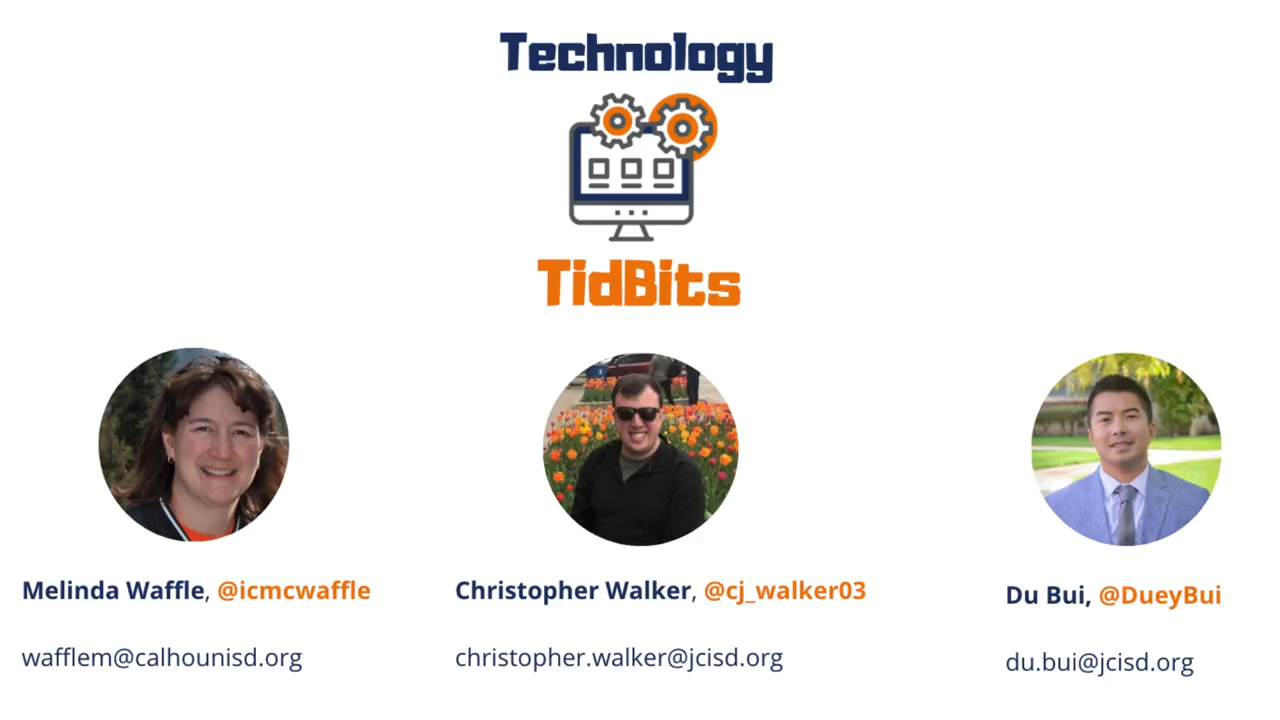 Technology
TidBits
Melinda Waffle, @icmcwaffle
wafflem@calhounisd.org
Christopher Walker, @cj_walker03
christopher.walker@jcisd.org
Du Bui, @DueyBui
du.bui@jcisd.org